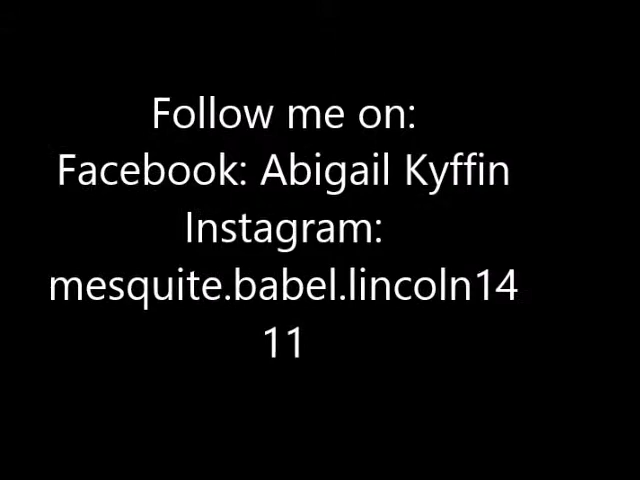 Follow me on:
Facebook: Abigail Kyffin
Instagram:
mesquite.babel.lincoln14
11